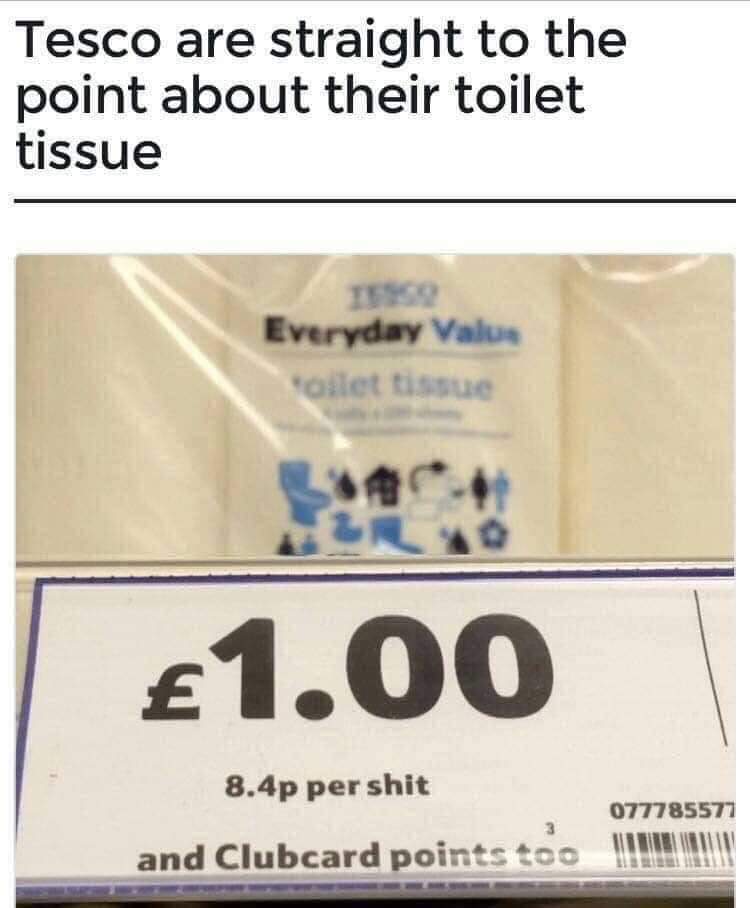 Tesco are straight to the
point about their toilet
tissue
TESCO
Everyday Value
toilet tissue
£1.00
8.4p per shit
077785577
3
and Clubcard points too